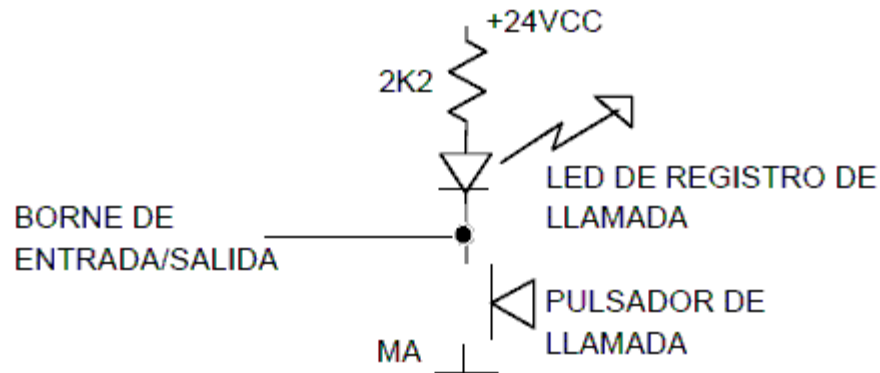 +24VCC
2K2
LED DE REGISTRO DE
LLAMADA
BORNE DE
ENTRADA/SALIDA
PULSADOR DE
LLAMADA
MA